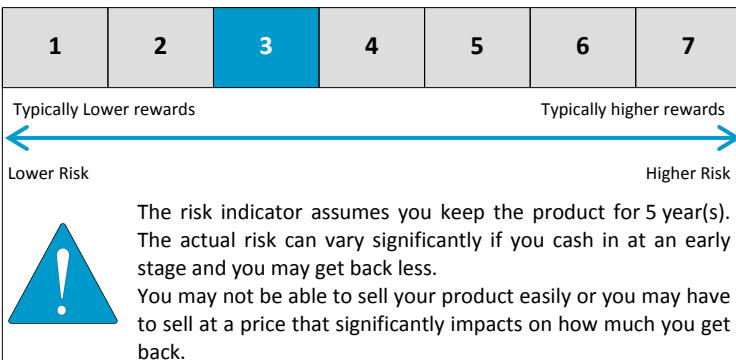 1 2 3 4 5 6 7
Typically Lower rewards Typically higher rewards
Lower Risk Higher Risk
The risk indicator assumes you keep the product for 5 year(s).
The actual risk can vary significantly if you cash in at an early
stage and you may get back less.
You may not be able to sell your product easily or you may have
to sell at a price that significantly impacts on how much you get
back.